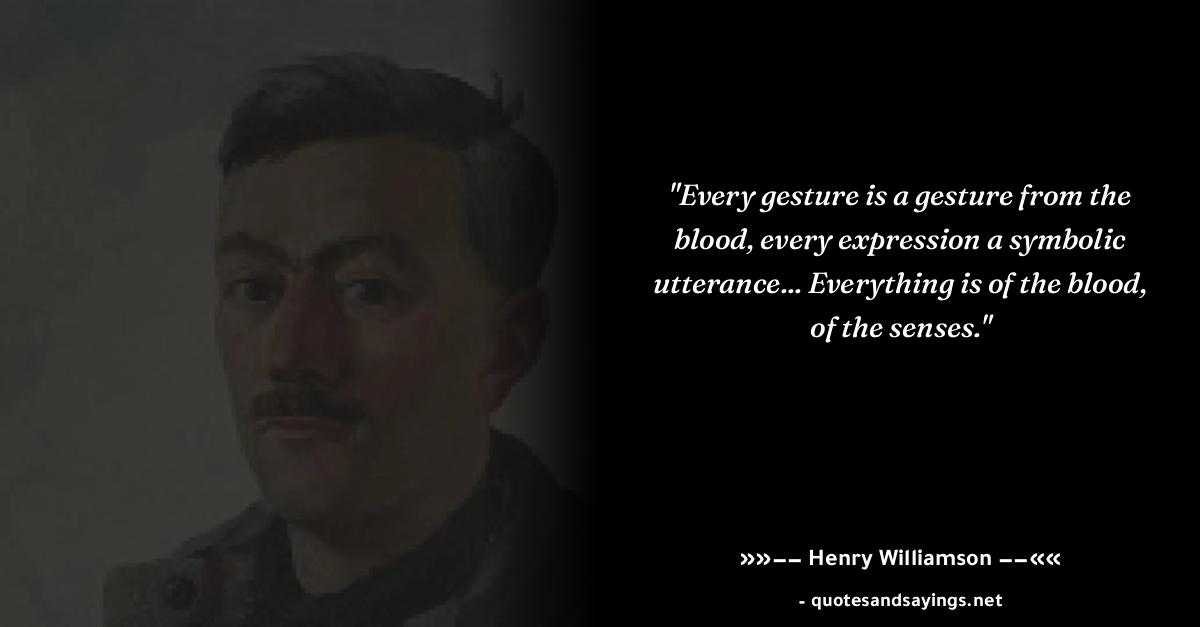 "Every gesture is a gesture from the
blood, every expression a symbolic
utterance... Everything is of the blood,
of the senses."
»»–– Henry Williamson ––««
- quotesandsayings.net